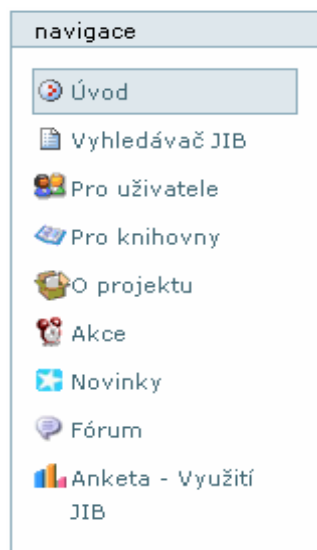 navigace
Úvod
Vyhledávač JIB
Pro uživatele
Pro knihovny
O projektu
Akce
Novinky
Fórum
Anketa - Využití
JIB